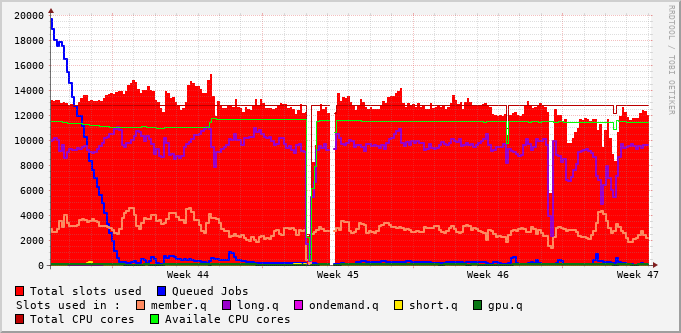 20000
18000
16000
14000
12000
10000
8000
6000
4000
2000
0
Week 44 Week 45 Week 46 Week 47
RRDTOOL / TOBI OETIKER
Total slots used Queued Jobs
Slots used in : member.q long.q ondemand.q short.q gpu.q
Total CPU cores Availale CPU cores